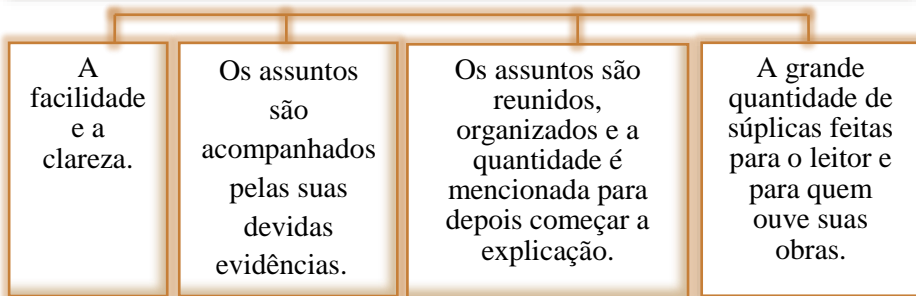 A
facilidade
e a
clareza.
Os assuntos
são
acompanhados
pelas suas
devidas
evidências.
Os assuntos são
reunidos,
organizados e a
quantidade é
mencionada para
depois começar a
explicação.
A grande
quantidade de
súplicas feitas
para o leitor e
para quem
ouve suas
obras.